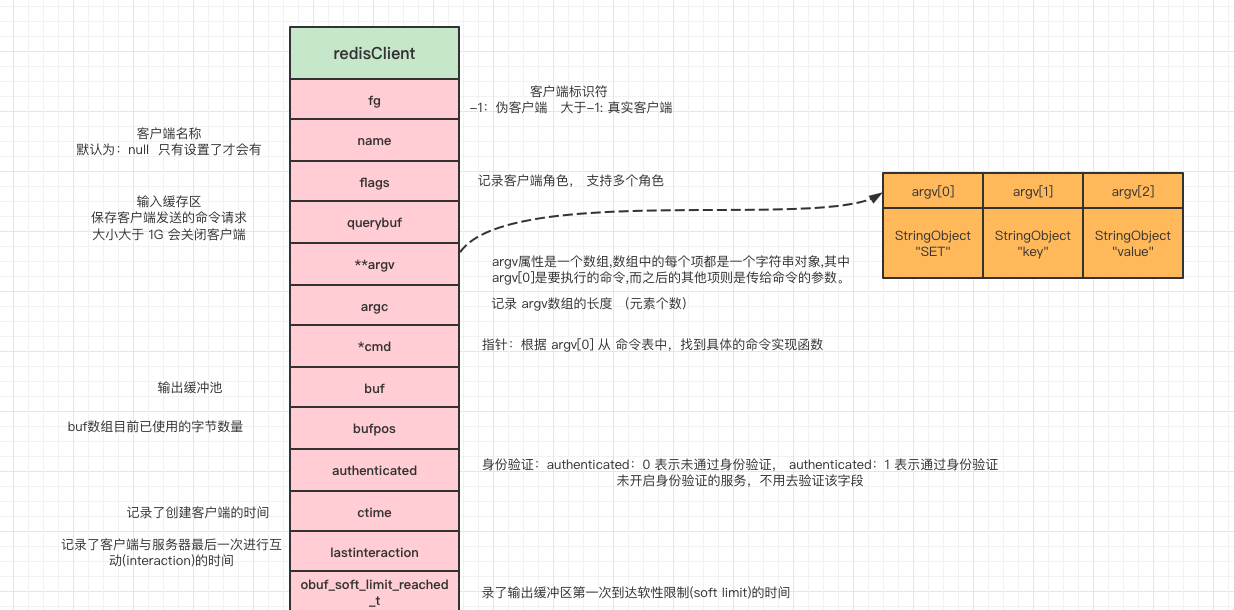 redisClient
fg
客户端标识符
-1：伪客户端 大于-1: 真实客户端
客户端名称
默认为：null 只有设置了才会有
name
flags
记录客户端角色， 支持多个角色
输入缓存区
保存客户端发送的命令请求
大小大于 1G 会关闭客户端
querybuf
**argv
argv属性是一个数组,数组中的每个项都是一个字符串对象,其中
argv[0]是要执行的命令,而之后的其他项则是传给命令的参数。
argv[0]
argv[1]
argv[2]
StringObject
"SET"
StringObject
"key"
StringObject
"value"
argc
记录 argv数组的长度 （元素个数）
*cmd
指针：根据 argv[0] 从 命令表中，找到具体的命令实现函数
输出缓冲池
buf
buf数组目前已使用的字节数量
bufpos
authenticated
身份验证：authenticated：0 表示未通过身份验证， authenticated：1 表示通过身份验证
未开启身份验证的服务，不用去验证该字段
记录了创建客户端的时间
ctime
记录了客户端与服务器最后一次进行互
动(interaction)的时间
lastinteraction
obuf_soft_limit_reached
_t
录了输出缓冲区第一次到达软性限制(soft limit)的时间